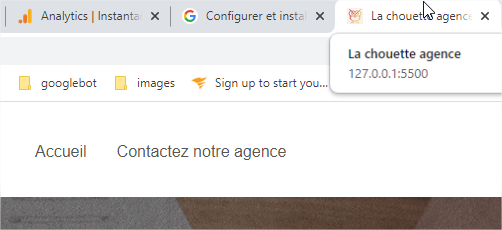 Analytics | Instanta
Configurer et instal
La chouette agence
La chouette agence
127.0.0.1:5500
googlebot
images
Sign up to start you...
Accueil
Contactez notre agence